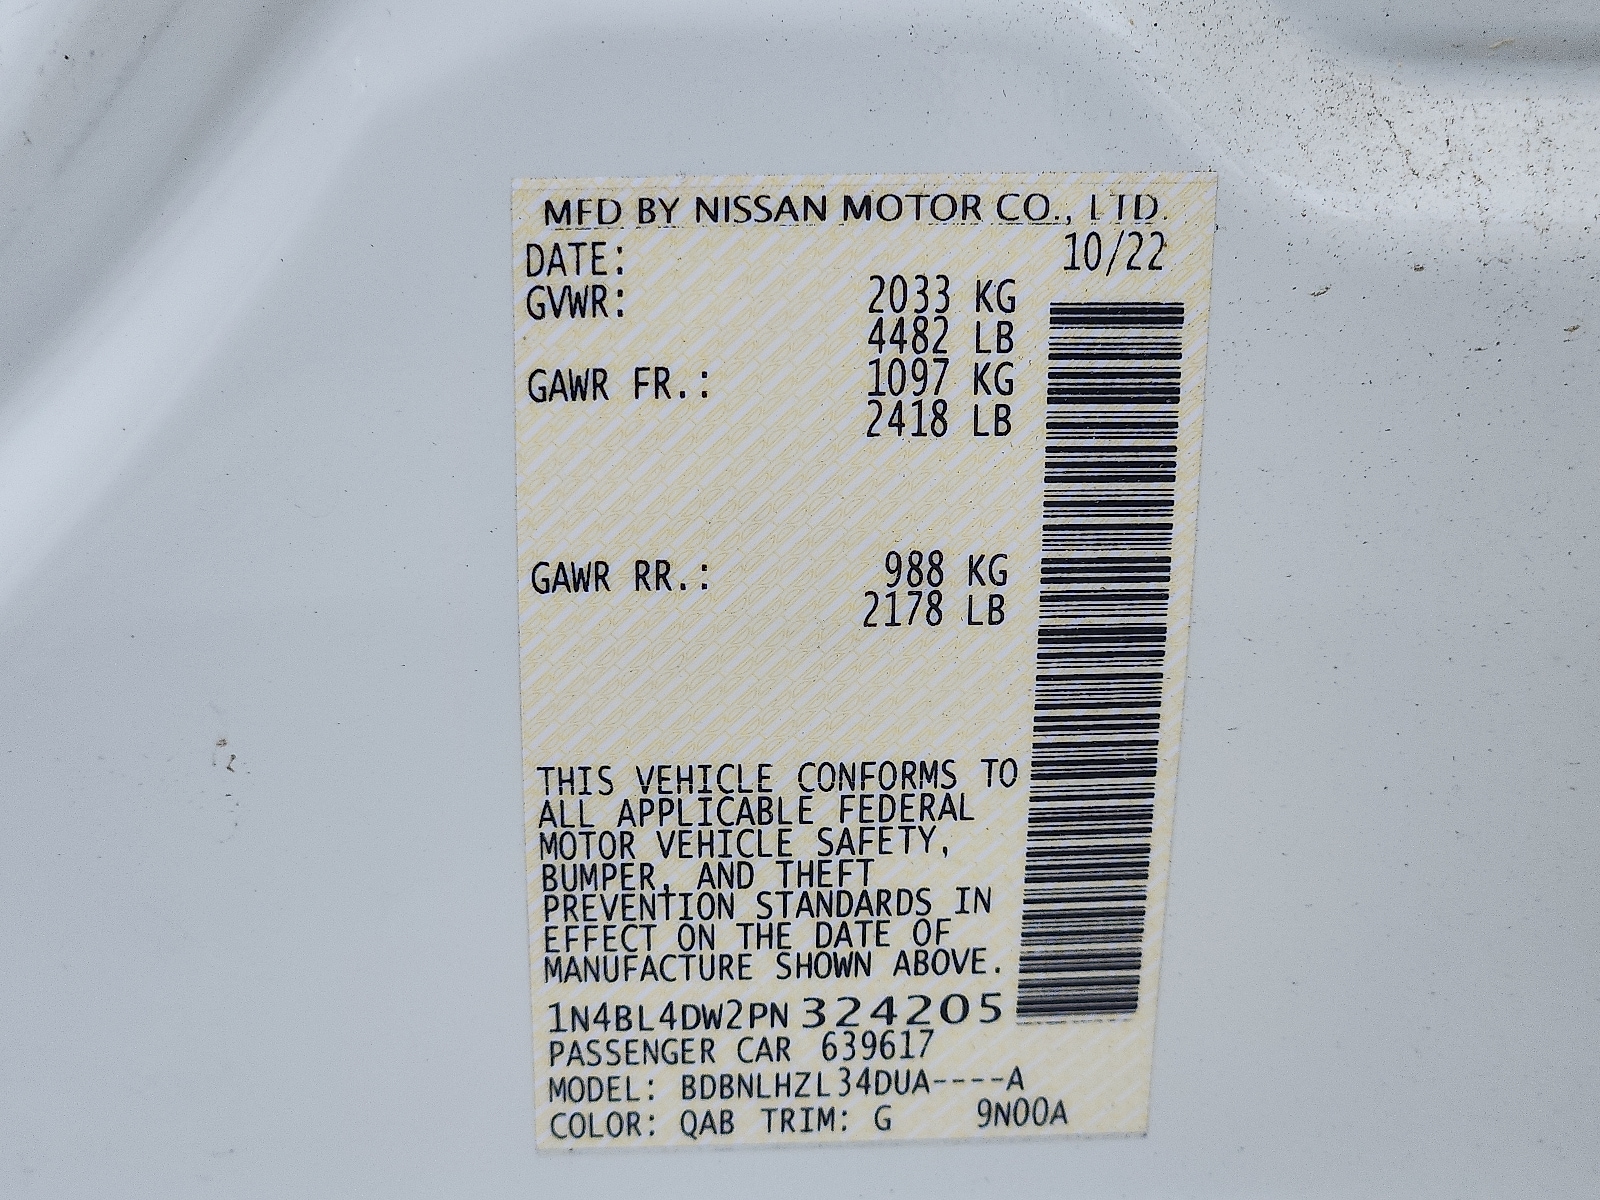 MFD BY NISSAN MOTOR CO., LTD.
DATE: 10/22
GVWR: 2033 KG
4482 LB
GAWR FR.: 1097 KG
2418 LB
GAWR RR.: 988 KG
2178 LB
THIS VEHICLE CONFORMS TO
ALL APPLICABLE FEDERAL
MOTOR VEHICLE SAFETY,
BUMPER, AND THEFT
PREVENTION STANDARDS IN
EFFECT ON THE DATE OF
MANUFACTURE SHOWN ABOVE.
1N4BL4DW2PN324205
PASSENGER CAR 639617
MODEL: BDBNLHZL34DUA----A
COLOR: QAB TRIM: G 9N00A